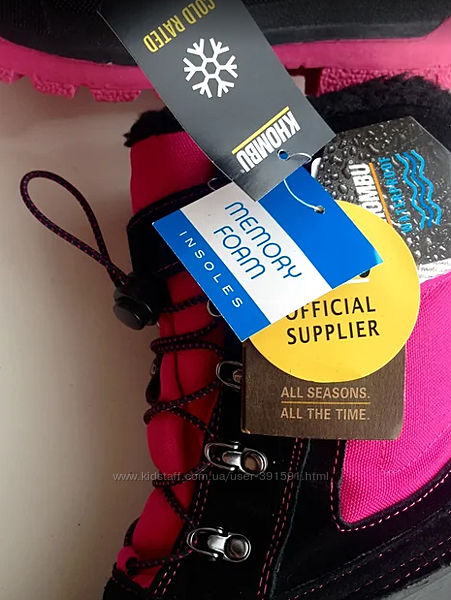 COLD RATED
KHOMBU
MEMORY
FOAM
INSOLES
KHOMBU
WATERPROOF
OFFICIAL
SUPPLIER
ALL SEASONS.
ALL THE TIME.
www.kidstaff.com.ua/user-391591.html